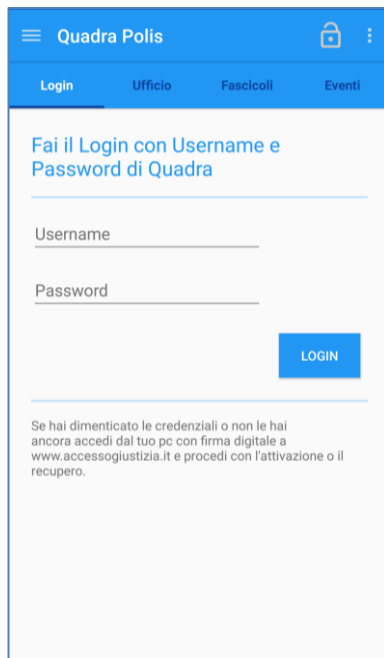 Quadra Polis
Login Ufficio Fascicoli Eventi
Fai il Login con Username e
Password di Quadra
Username
Password
LOGIN
Se hai dimenticato le credenziali o non le hai
ancora accedi dal tuo pc con firma digitale a
www.accessogiustizia.it e procedi con l'attivazione o il
recupero.